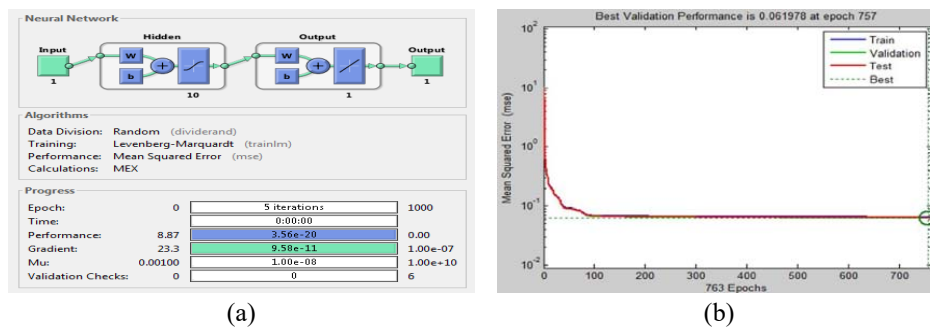 Neural Network
Hidden Output
Input Output
W W
b b
1 10 1 1
Algorithms
Data Division: Random (dividerand)
Training: Levenberg-Marquardt (trainlm)
Performance: Mean Squared Error (mse)
Calculations: MEX
Progress
Epoch: 0 5 iterations 1000
Time: 0:00:00
Performance: 8.87 3.56e-20 0.00
Gradient: 23.3 9.58e-11 1.00e-07
Mu: 0.00100 1.00e-08 1.00e+10
Validation Checks: 0 0 6
(a)
Best Validation Performance is 0.061978 at epoch 757
Train
Validation
Test
Best
Mean Squared Error (mse)
10^2
10^1
10^0
10^-1
10^-2
0 100 200 300 400 500 600 700
763 Epochs
(b)